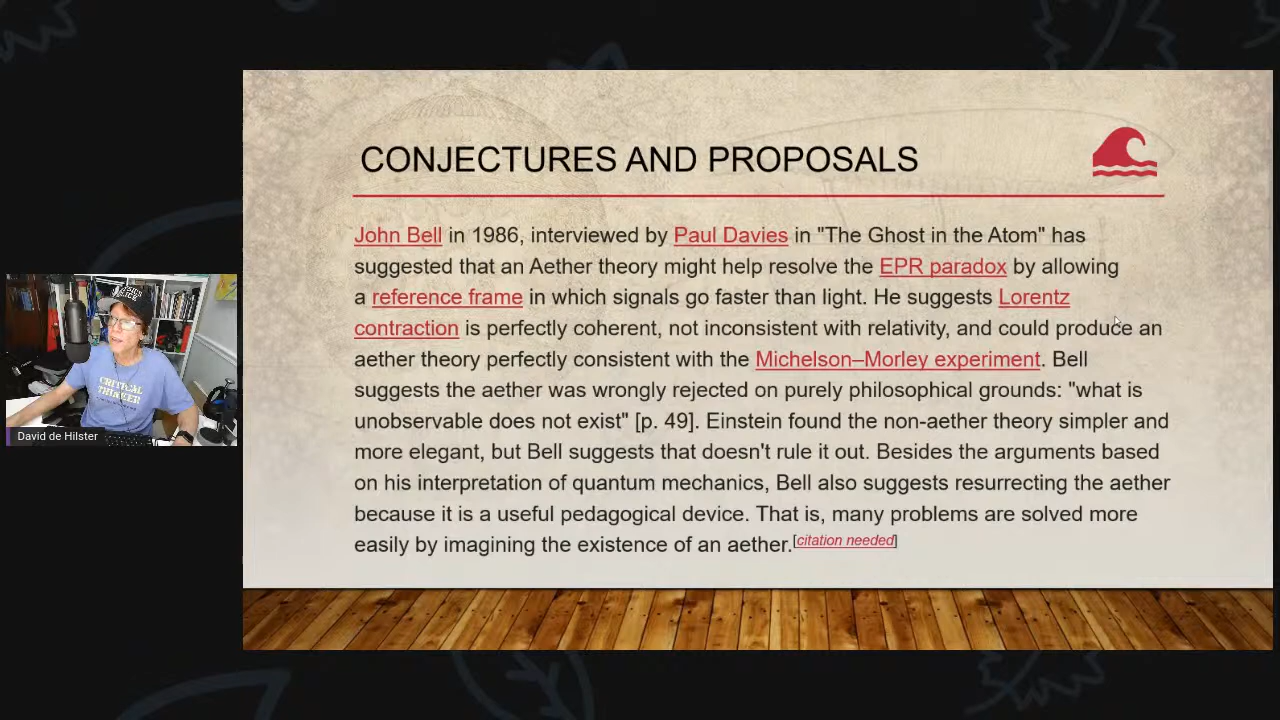 CONJECTURES AND PROPOSALS
John Bell in 1986, interviewed by Paul Davies in "The Ghost in the Atom" has
suggested that an Aether theory might help resolve the EPR paradox by allowing
a reference frame in which signals go faster than light. He suggests Lorentz
contraction is perfectly coherent, not inconsistent with relativity, and could produce an
aether theory perfectly consistent with the Michelson–Morley experiment. Bell
suggests the aether was wrongly rejected on purely philosophical grounds: "what is
unobservable does not exist" [p. 49]. Einstein found the non-aether theory simpler and
more elegant, but Bell suggests that doesn't rule it out. Besides the arguments based
on his interpretation of quantum mechanics, Bell also suggests resurrecting the aether
because it is a useful pedagogical device. That is, many problems are solved more
easily by imagining the existence of an aether.[citation needed]
CRITICAL
THINKER
David de Hilster